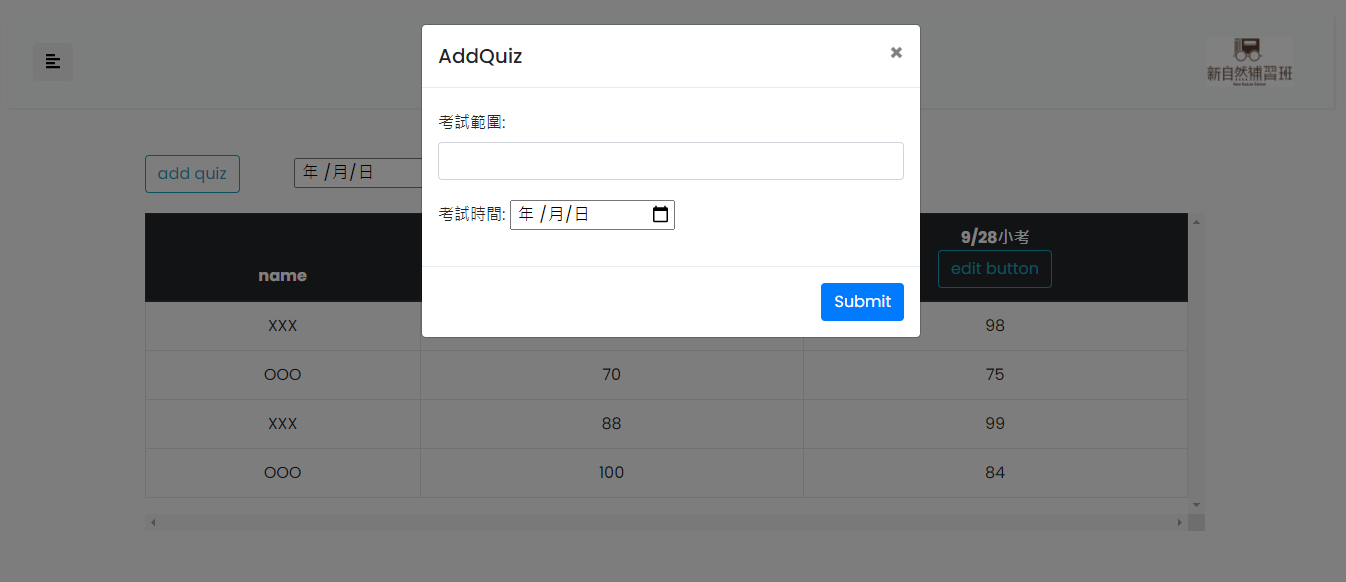 AddQuiz ×
新自然補習班
考試範圍:
add quiz
年 /月/日
考試時間: 年 /月/日
9/28小考
edit button
name
Submit
XXX 98
OOO 70 75
XXX 88 99
OOO 100 84